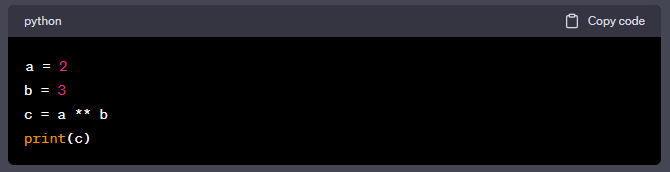 python
Copy code
a = 2
b = 3
c = a ** b
print(c)